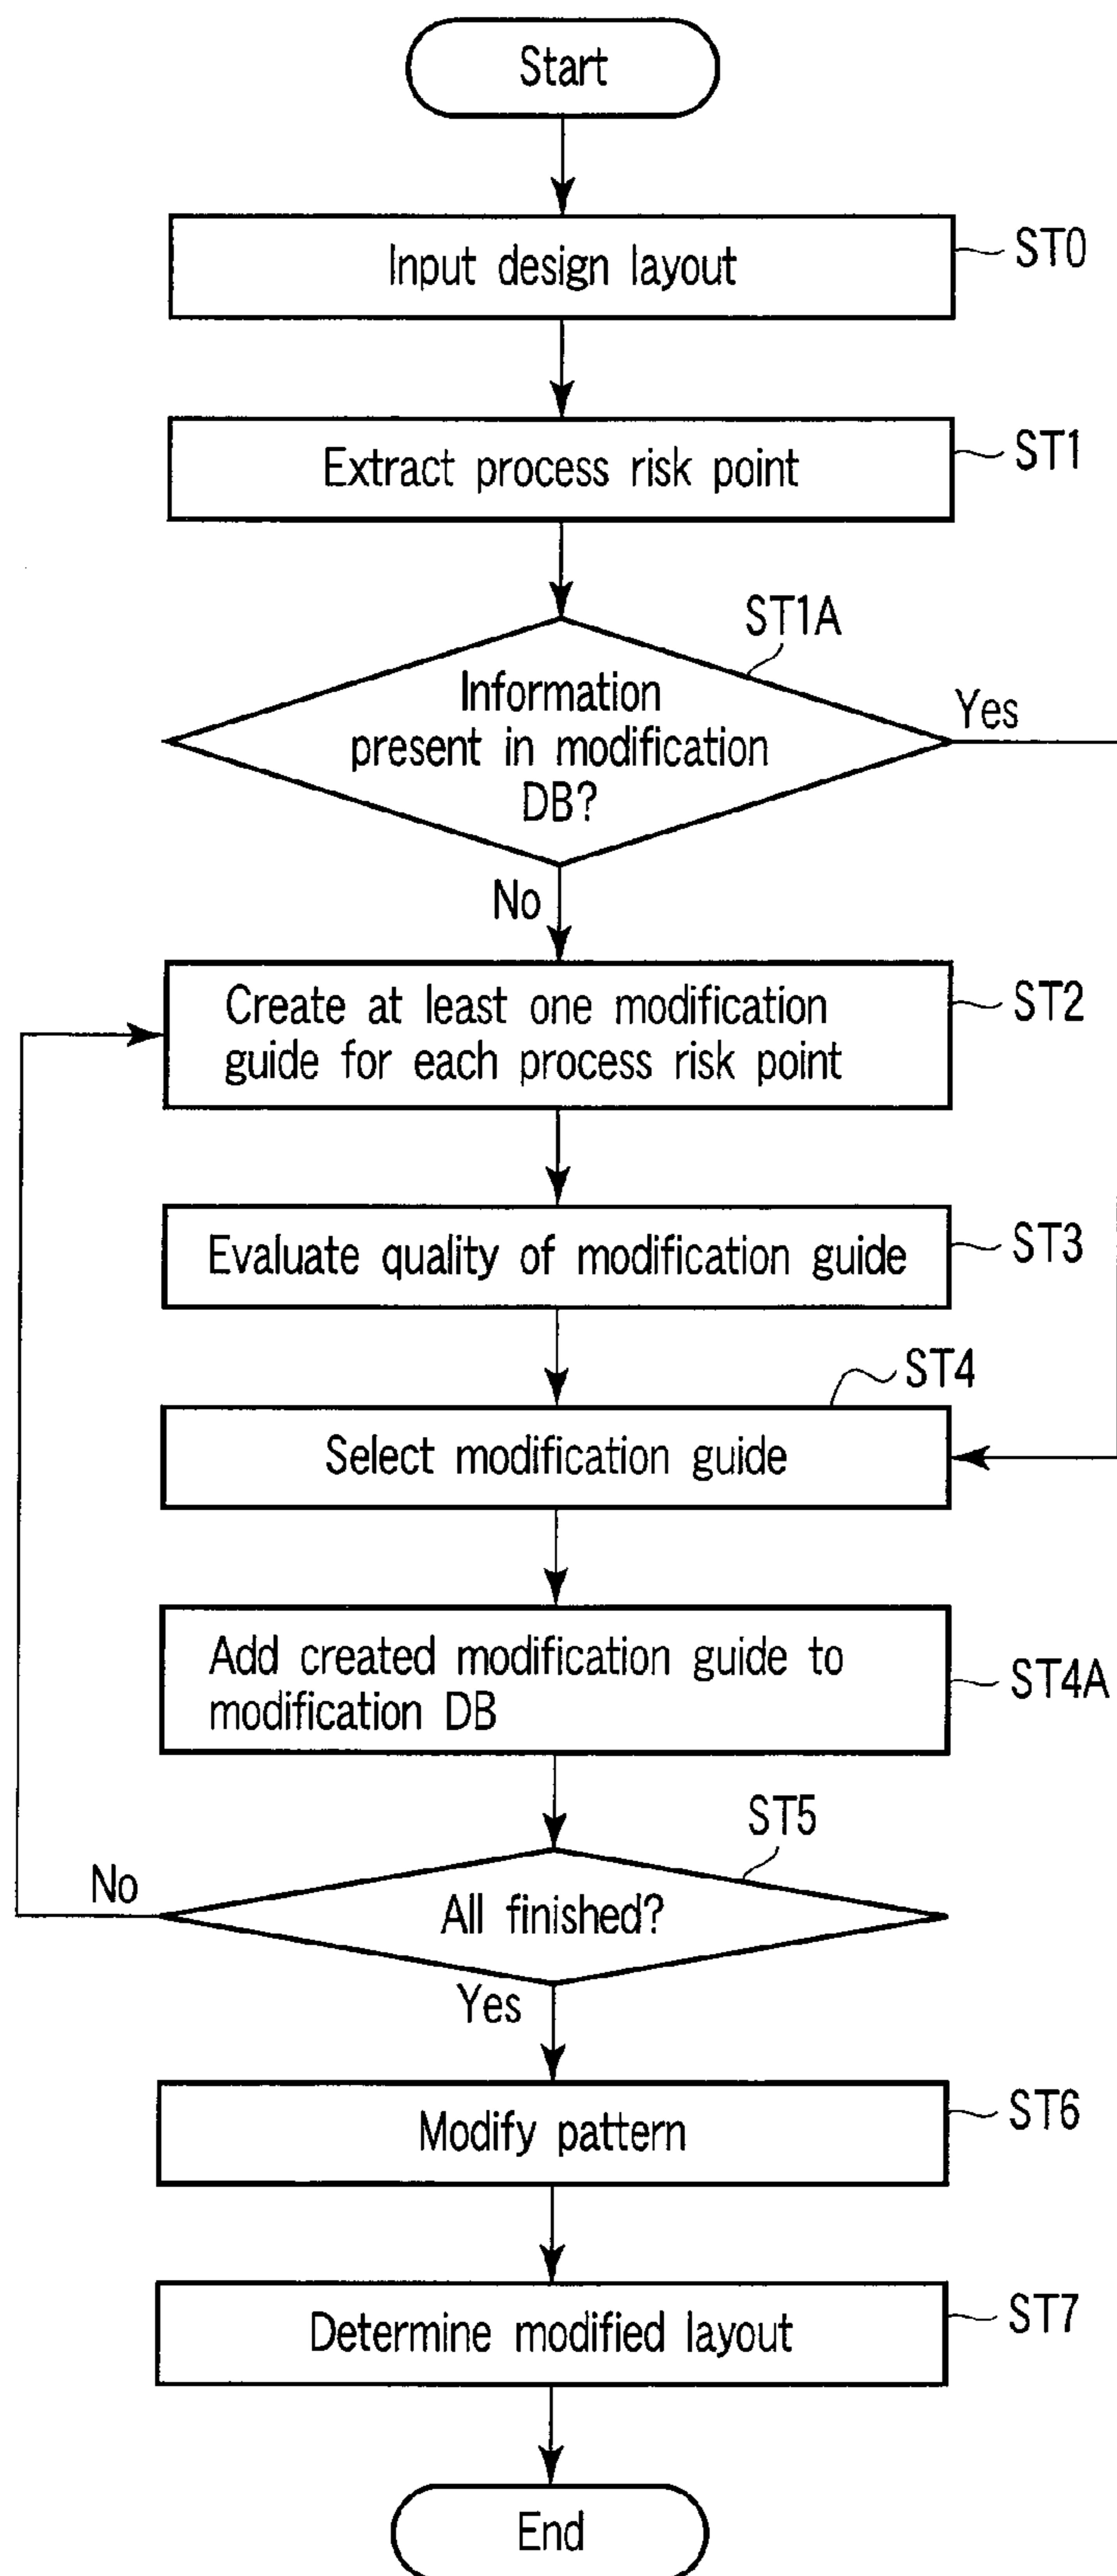 Start
Input design layout
ST0
Extract process risk point
ST1
ST1A
Information
present in modification
DB?
Yes
No
Create at least one modification
guide for each process risk point
ST2
Evaluate quality of modification guide
ST3
ST4
Select modification guide
Add created modification guide to
modification DB
ST4A
ST5
No
All finished?
Yes
Modify pattern
ST6
Determine modified layout
ST7
End